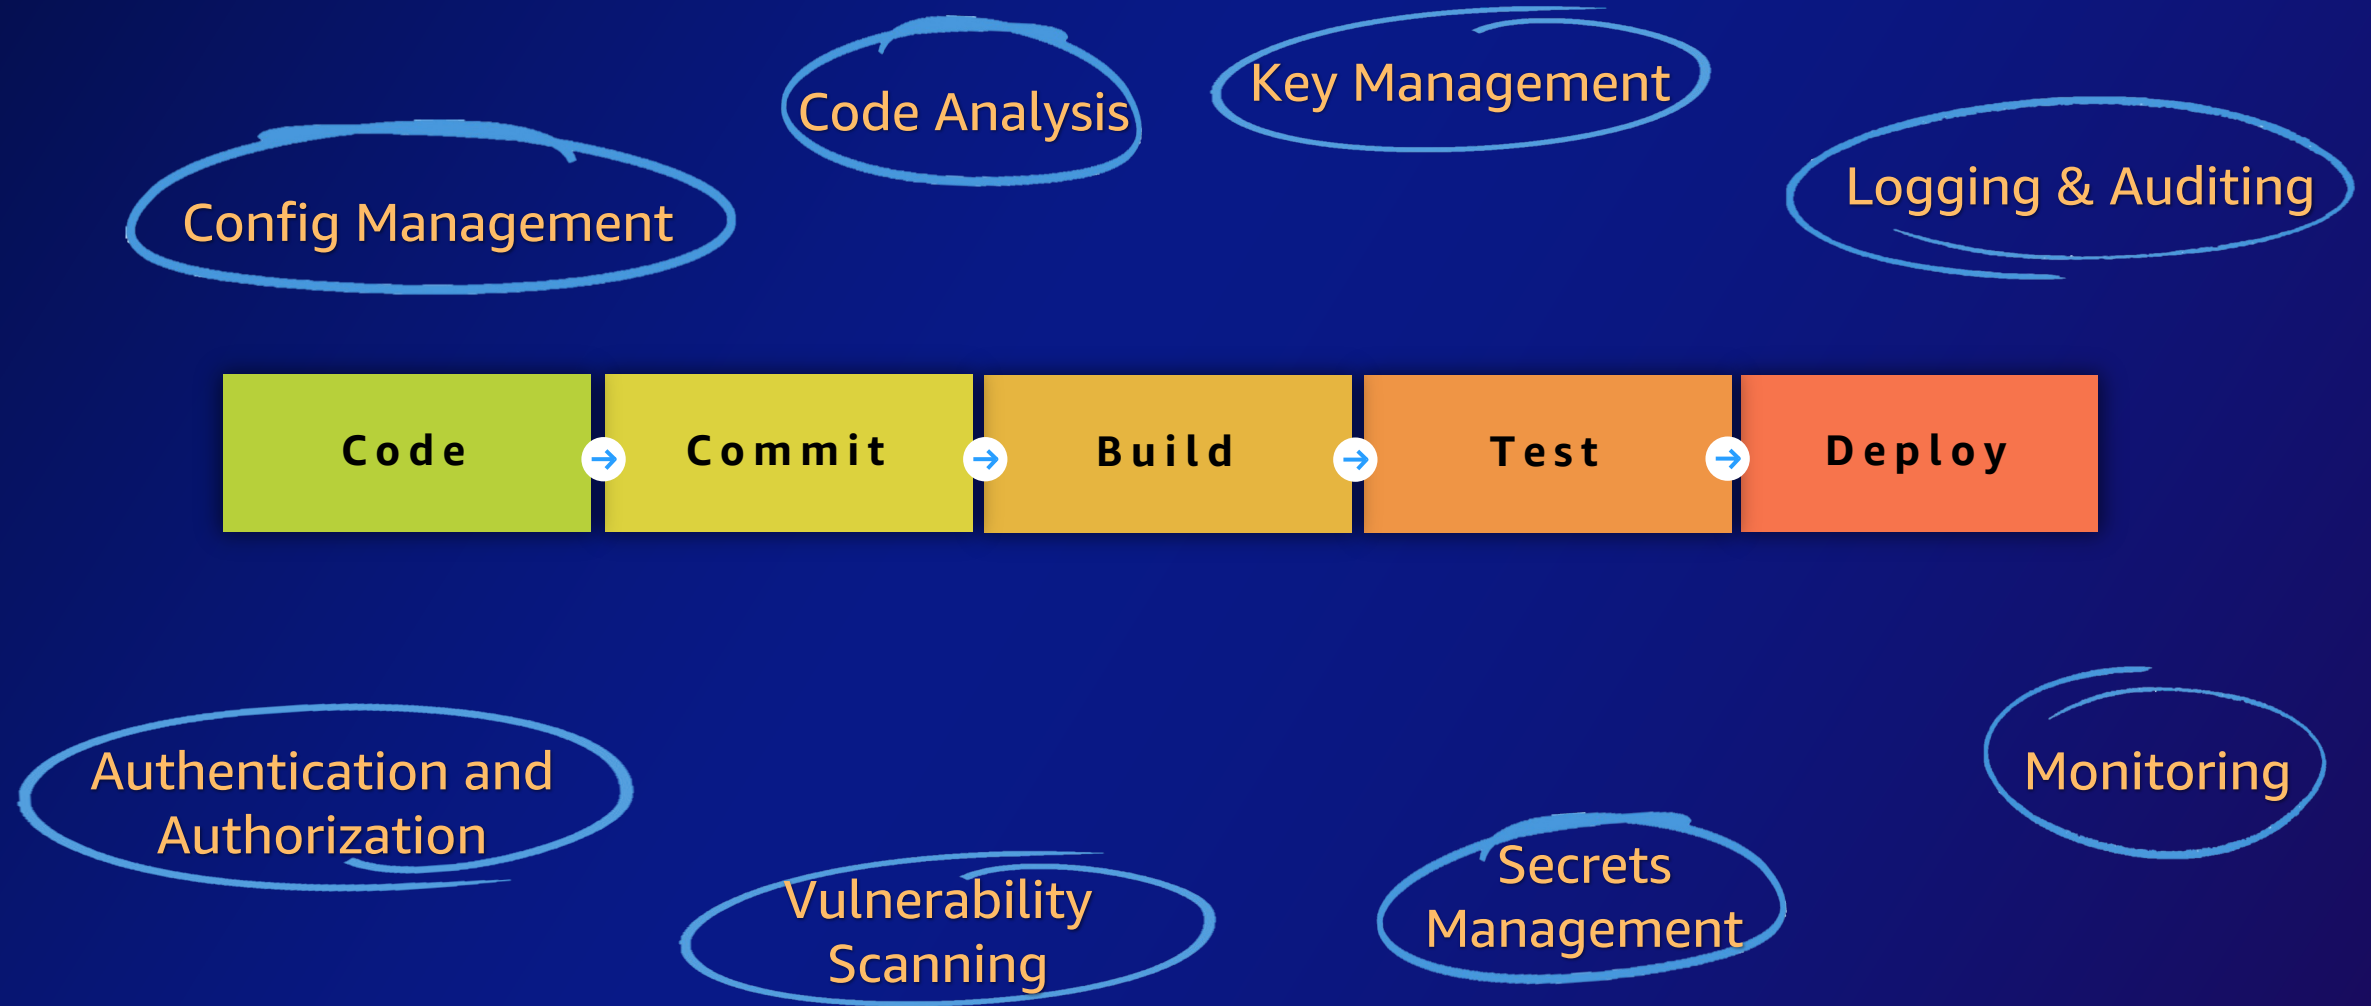 Code Analysis
Key Management
Config Management
Logging & Auditing
Code
Commit
Build
Test
Deploy
Authentication and
Authorization
Vulnerability
Scanning
Secrets
Management
Monitoring